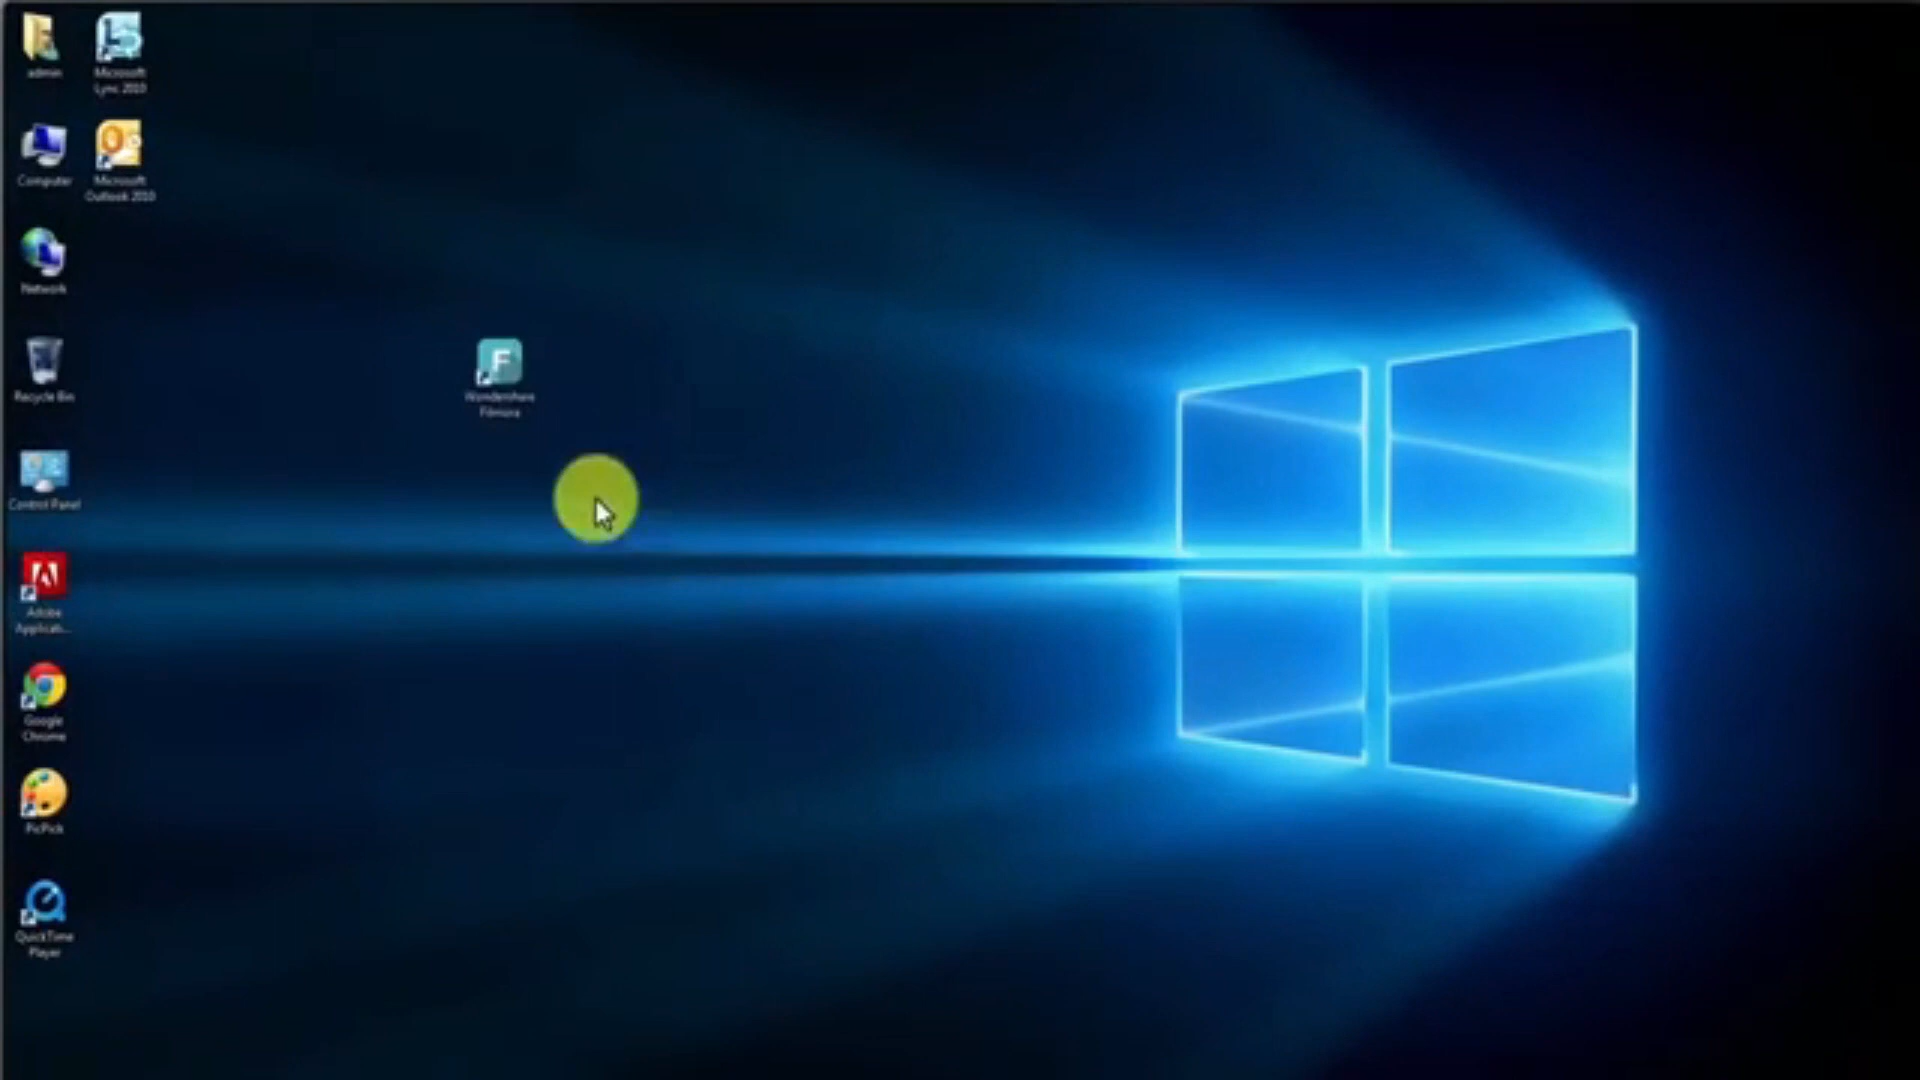 admin
Microsoft
Lync 2010
Computer
Microsoft
Outlook 2010
Network
Recycle Bin
Wondershare
Filmora
Control Panel
Adobe
Applicati...
Google
Chrome
PicPick
QuickTime
Player